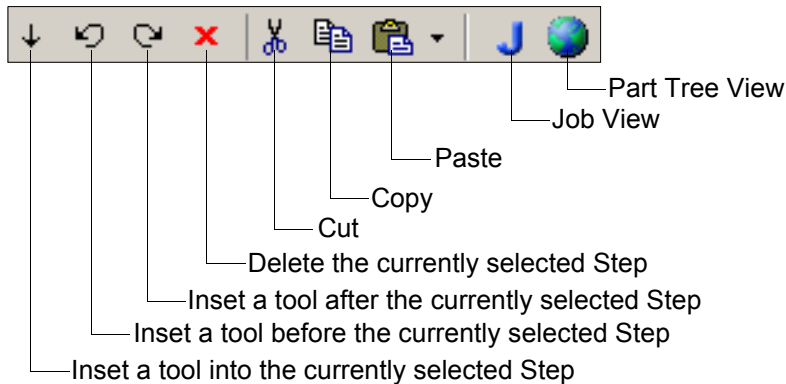 J
Part Tree View
Job View
Paste
Copy
Cut
Delete the currently selected Step
Inset a tool after the currently selected Step
Inset a tool before the currently selected Step
Inset a tool into the currently selected Step